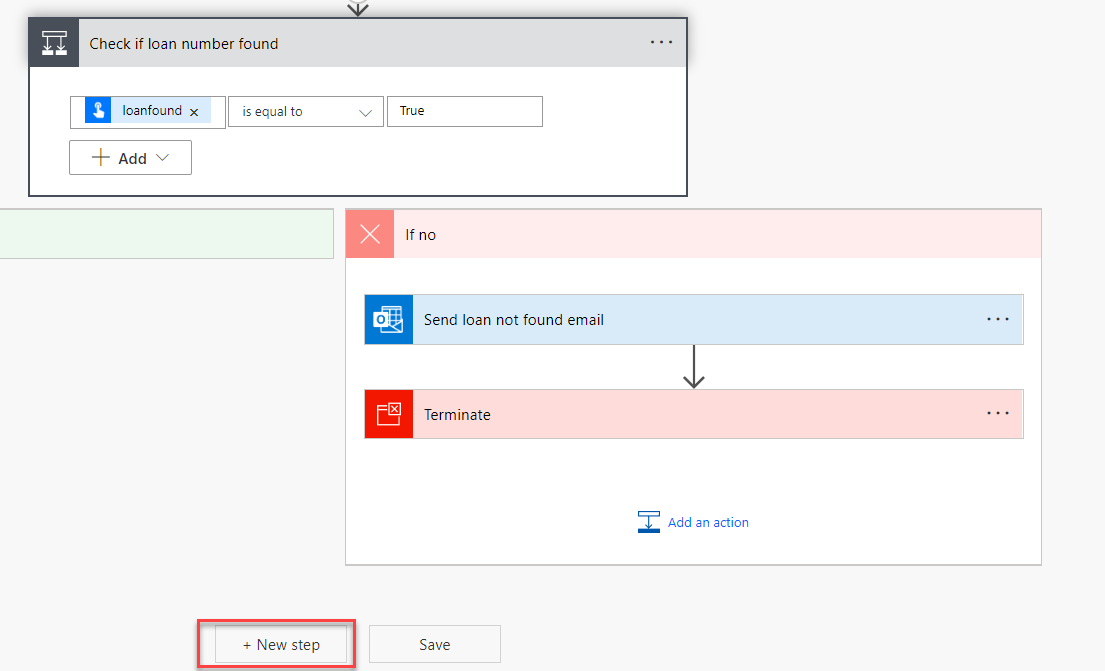 Check if loan number found
loanfound is equal to True
Add
If no
Send loan not found email
Terminate
Add an action
+ New step Save